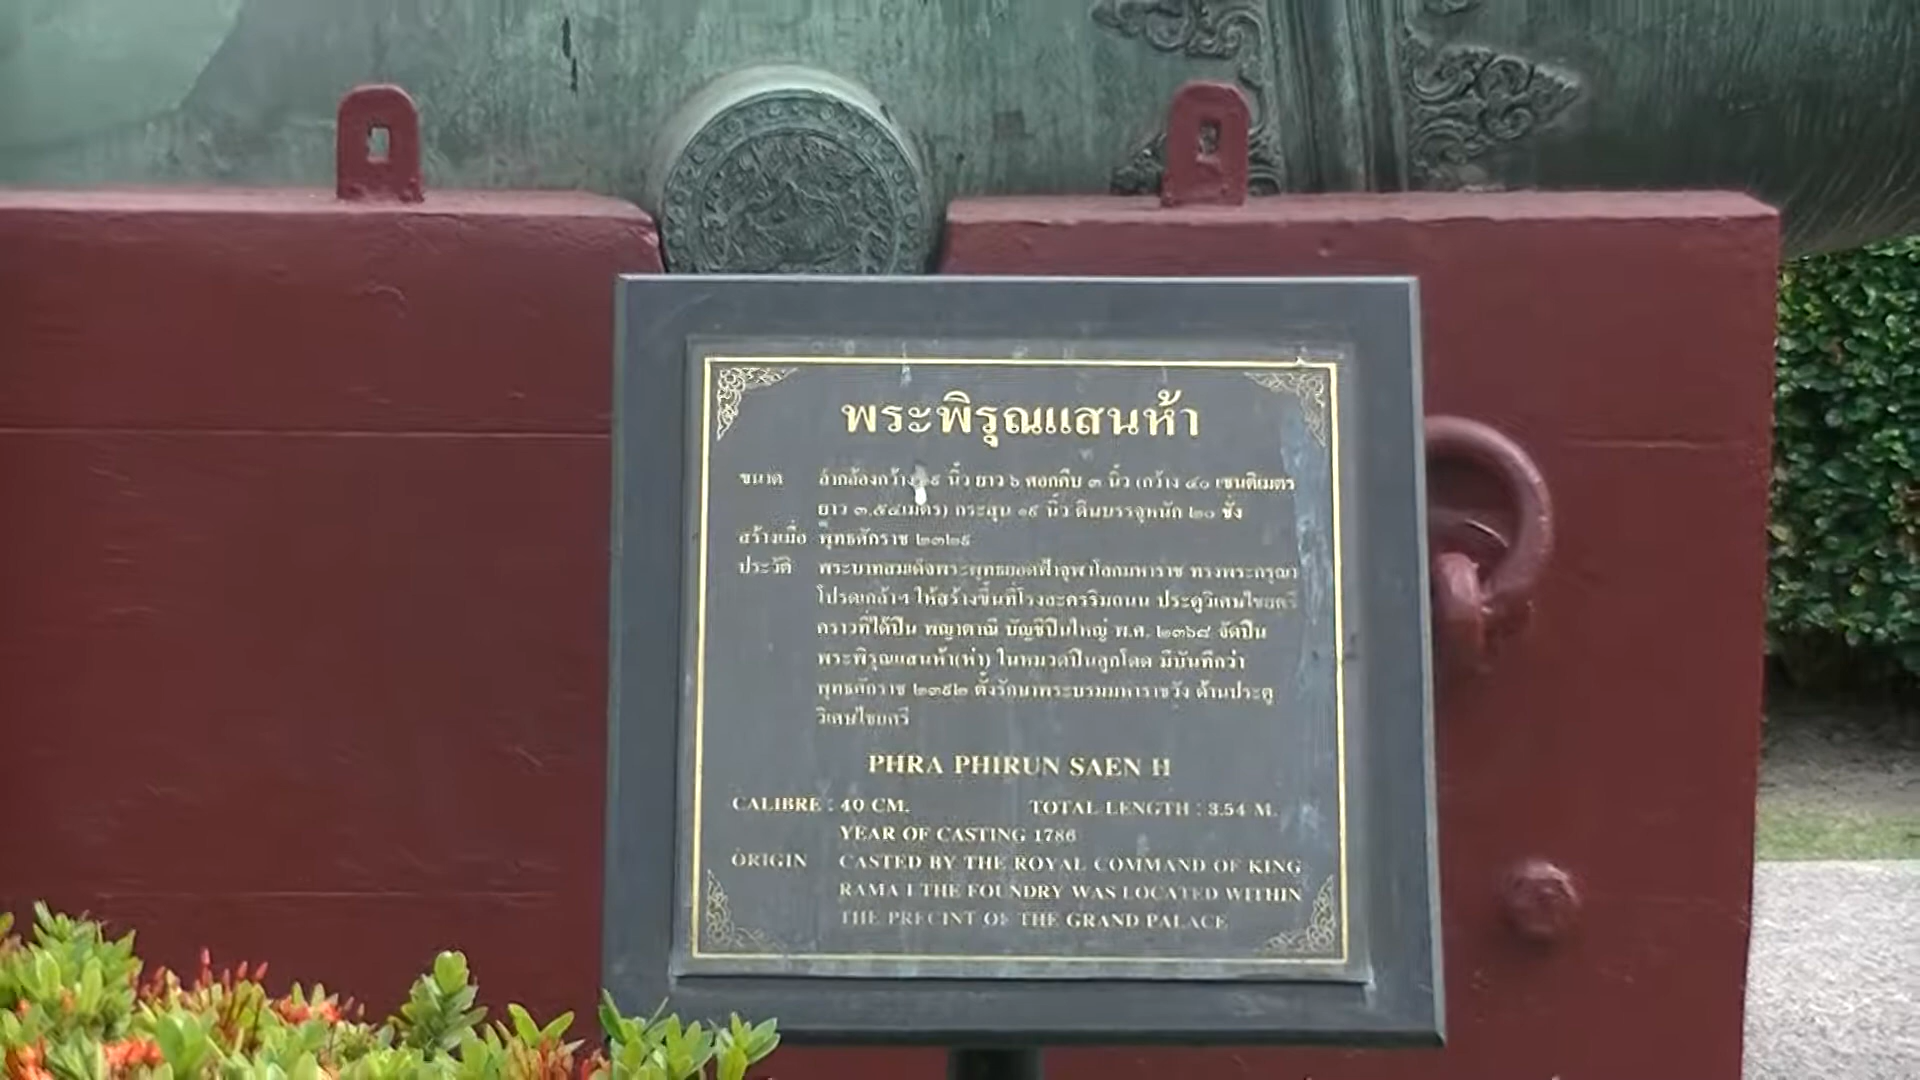 พระพิรุณแสนห้า
ขนาด ลำกล้องกว้าง นิ้ว ยาว ๖ ศอกคืบ ๓ นิ้ว (กว้าง ๔๐ เซนติเมตร
ยาว ๓.๕๔เมตร) กระสุน ๑๕ นิ้ว ดินบรรจุหนัก ๒๐ ชั่ง
สร้างเมื่อ พุทธศักราช ๒๓๒๙
ประวัติ พระบาทสมเด็จพระพุทธยอดฟ้าจุฬาโลกมหาราช ทรงพระกรุณา
โปรดเกล้าฯ ให้สร้างขึ้นที่โรงละครริมถนน ประตูวิเศษไชยศรี
คราวที่ได้ปืน พญาตานี บัญชีปืนใหญ่ พ.ศ. ๒๓๖๘ จัดปืน
พระพิรุณแสนห้า(ห่า) ในหมวดปืนลูกโดด มีบันทึกว่า
พุทธศักราช ๒๓๙๒ ตั้งรักษาพระบรมมหาราชวัง ด้านประตู
วิเศษไชยศรี
PHRA PHIRUN SAEN H
CALIBRE : 40 CM. TOTAL LENGTH : 3.54 M.
YEAR OF CASTING 1786
ORIGIN CASTED BY THE ROYAL COMMAND OF KING
RAMA I THE FOUNDRY WAS LOCATED WITHIN
THE PRECINT OF THE GRAND PALACE